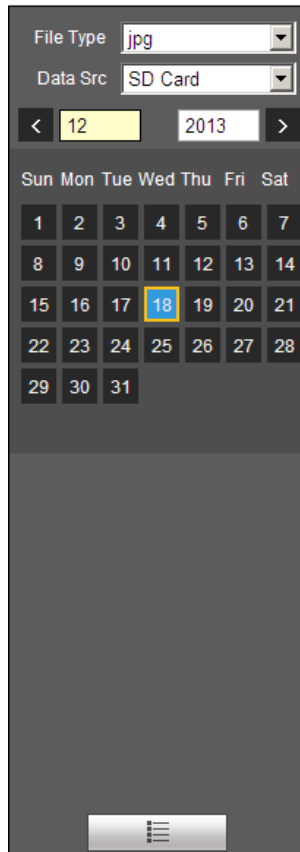 File Type jpg
Data Src SD Card
< 12 2013 >
Sun Mon Tue Wed Thu Fri Sat
1 2 3 4 5 6 7
8 9 10 11 12 13 14
15 16 17 18 19 20 21
22 23 24 25 26 27 28
29 30 31